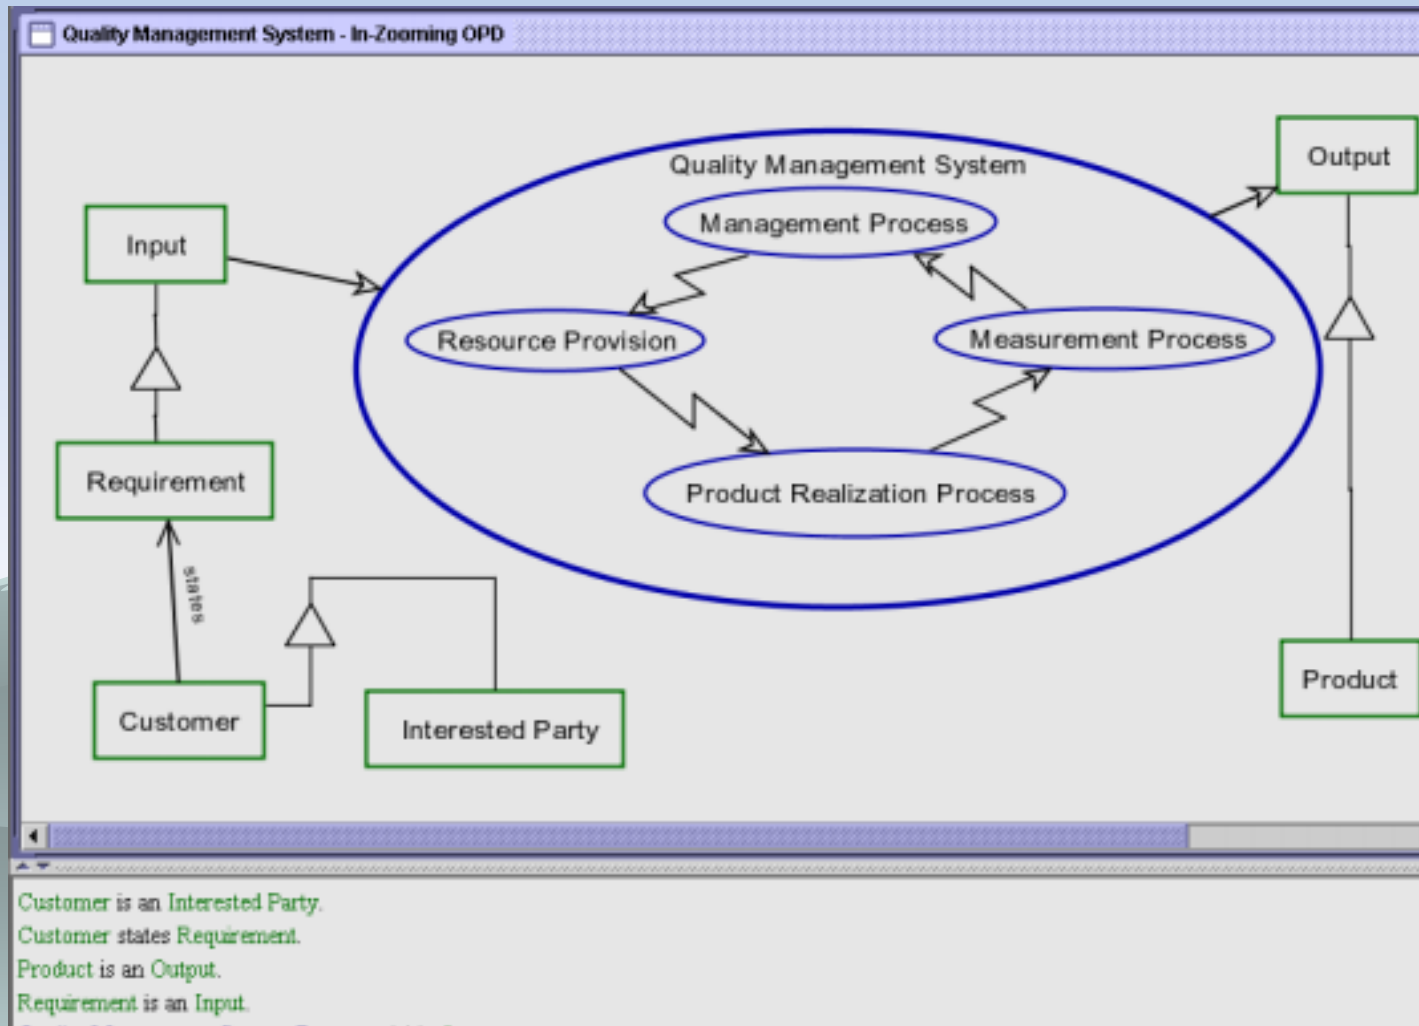 Quality Management System - In-Zooming OPD
Quality Management System
Management Process
Output
Input
Resource Provision
Measurement Process
Requirement
Product Realization Process
states
Customer
Interested Party
Product
Customer is an Interested Party.
Customer states Requirement.
Product is an Output.
Requirement is an Input.